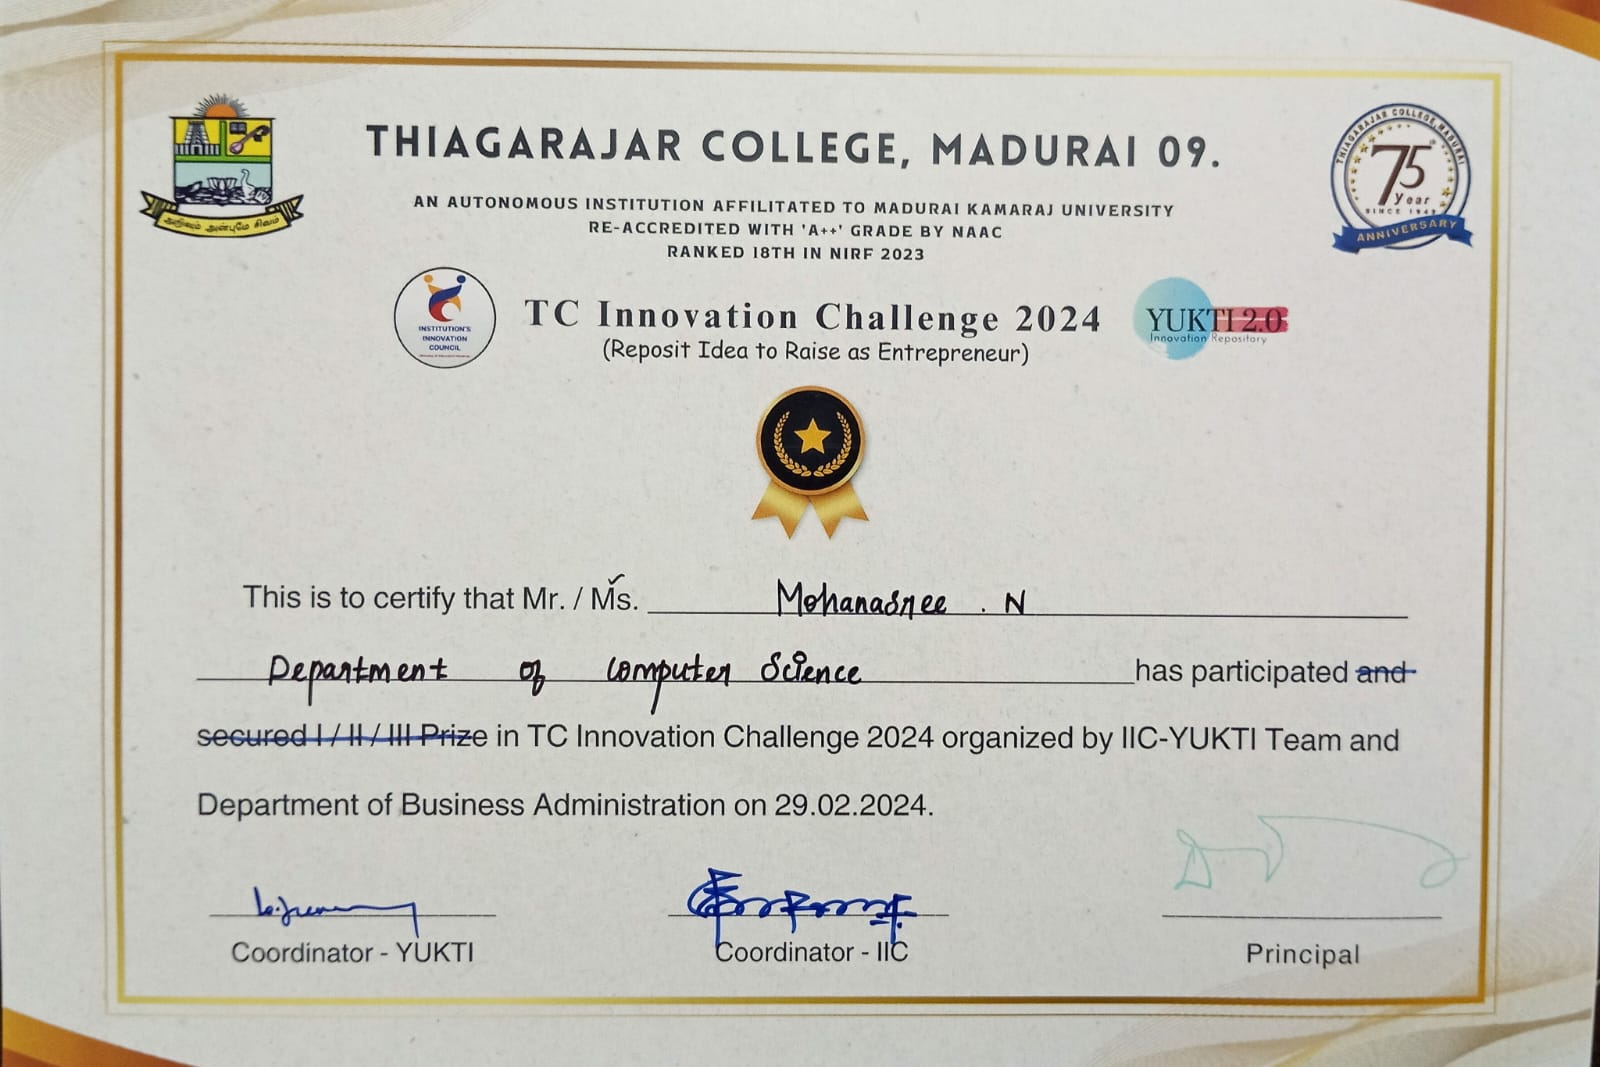 THIAGARAJAR COLLEGE, MADURAI 09.
AN AUTONOMOUS INSTITUTION AFFILITATED TO MADURAI KAMARAJ UNIVERSITY
RE-ACCREDITED WITH 'A++' GRADE BY NAAC
RANKED 18TH IN NIRF 2023
அறிவும் அன்புமே சிவம்
THIAGARAJAR COLLEGE, MADURAI
75
Year
SINCE 1949
ANNIVERSARY
INSTITUTION'S
INNOVATION
COUNCIL
TC Innovation Challenge 2024
(Reposit Idea to Raise as Entrepreneur)
YUKTI 2.0
Innovation Repository
This is to certify that Mr. / Ms. Mohanasree . N
Department of Computer Science has participated and
secured I / II / III Prize in TC Innovation Challenge 2024 organized by IIC-YUKTI Team and
Department of Business Administration on 29.02.2024.
Coordinator - YUKTI
Coordinator - IIC
Principal